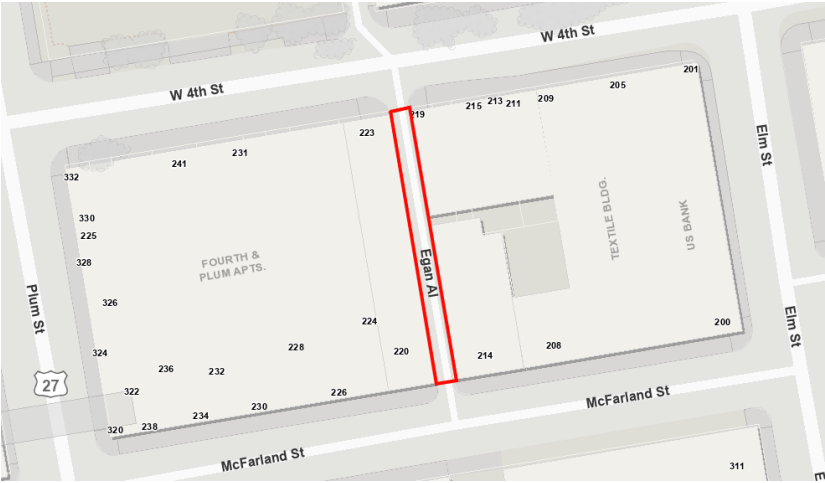 W 4th St
W 4th St
201
205
209
213
211
215
219
223
231
241
332
330
225
328
326
324
322
320
Elm St
TEXTILE BLDG.
US BANK
FOURTH &
PLUM APTS.
Egan Al
Plum St
27
Elm St
200
224
220
228
214
208
236
232
226
230
234
238
McFarland St
McFarland St
311
E